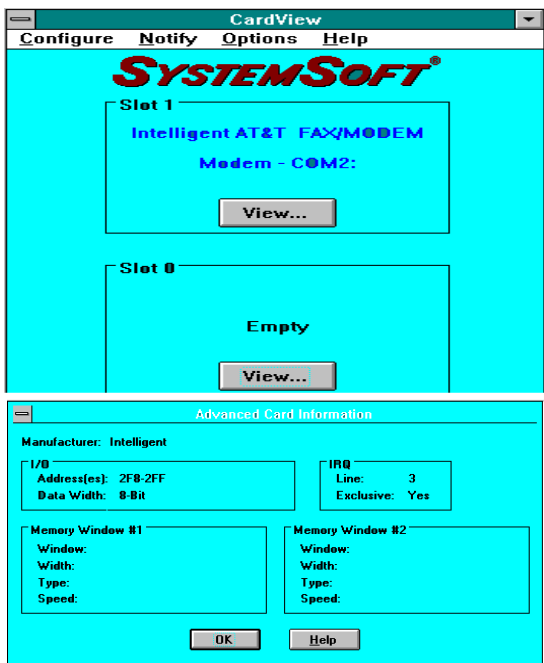 CardView
Configure Notify Options Help
SYSTEMSOFT®
Slot 1
Intelligent AT&T FAX/MODEM
Modem - COM2:
View...
Slot 0
Empty
View...
Advanced Card Information
Manufacturer: Intelligent
I/O
Address(es): 2F8-2FF
Data Width: 8-Bit
IRQ
Line: 3
Exclusive: Yes
Memory Window #1
Window:
Width:
Type:
Speed:
Memory Window #2
Window:
Width:
Type:
Speed:
OK
Help